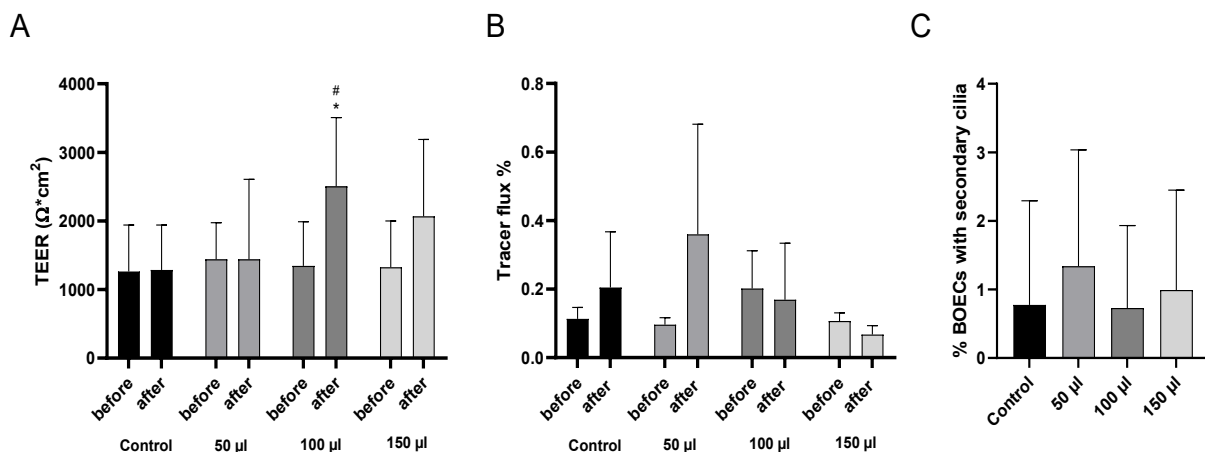 A
TEER (Ω*cm²)
4000
3000
2000
1000
0
#
*
before
after
before
after
before
after
before
after
Control
50 µl
100 µl
150 µl
B
Tracer flux %
0.8
0.6
0.4
0.2
0.0
before
after
before
after
before
after
before
after
Control
50 µl
100 µl
150 µl
C
% BOECs with secondary cilia
4
3
2
1
0
Control
50 µl
100 µl
150 µl